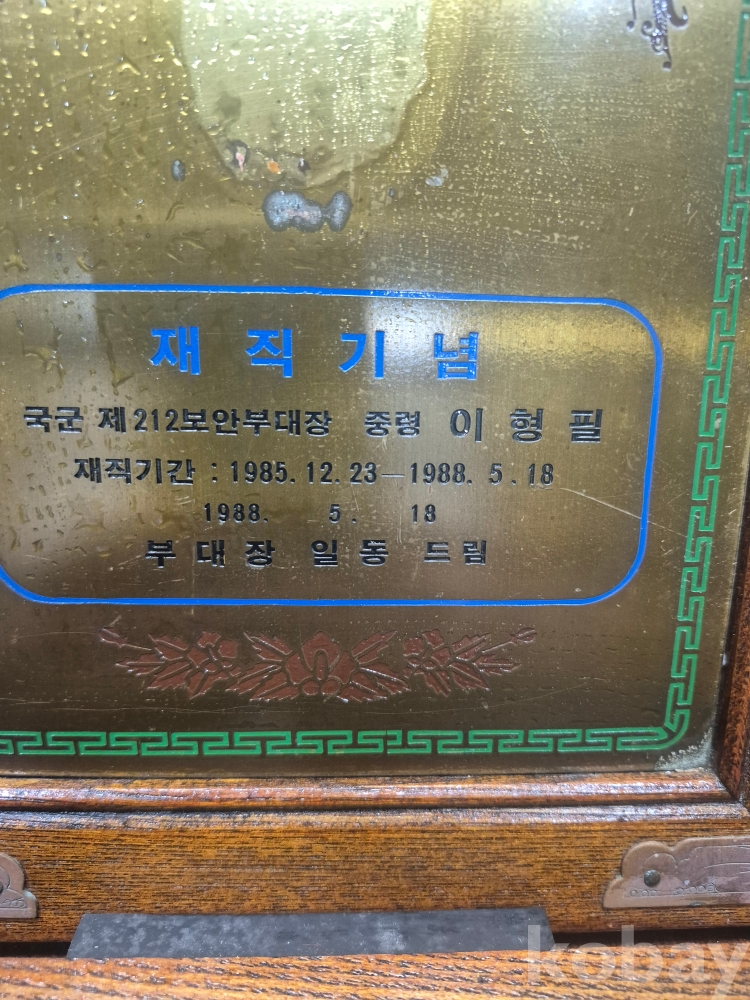 재직기념
국군 제212보안부대장 중령 이형필
재직기간 : 1985. 12. 23-1988. 5. 18
1988. 5. 18
부대장 일동 드림
kobay